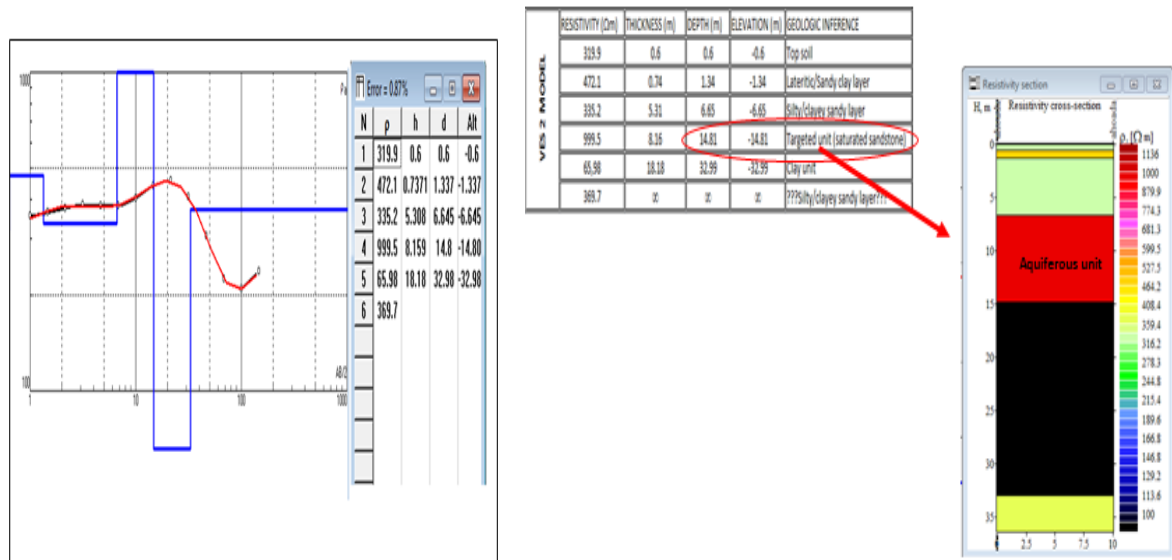 1000
Pa
100
AB/2
1
10
100
1000
Error = 0.87%
N ρ h d Alt
1 319.9 0.6 0.6 -0.6
2 472.1 0.7371 1.337 -1.337
3 335.2 5.308 6.645 -6.645
4 999.5 8.159 14.8 -14.80
5 65.98 18.18 32.98 -32.98
6 369.7
VES 2 MODEL
RESISTIVITY (Ωm) THICKNESS (m) DEPTH (m) ELEVATION (m) GEOLOGIC INFERENCE
319.9 0.6 0.6 -0.6 Top soil
472.1 0.74 1.34 -1.34 Lateritic/Sandy clay layer
335.2 5.31 6.65 -6.65 Silty/clayey sandy layer
999.5 8.16 14.81 -14.81 Targeted unit (saturated sandstone)
65.98 18.18 32.99 -32.99 Clay unit
369.7 ∞ ∞ ∞ ???Silty/clayey sandy layer???
Resistivity section
H, m
Resistivity cross-section
ρ, [Ω m]
0
5
10
15
20
25
30
35
Aquiferous unit
2.5 5 7.5 10
1136
1000
879.9
774.3
681.3
599.5
527.5
464.2
408.4
359.4
316.2
278.3
244.8
215.4
189.6
166.8
146.8
129.2
113.6
100